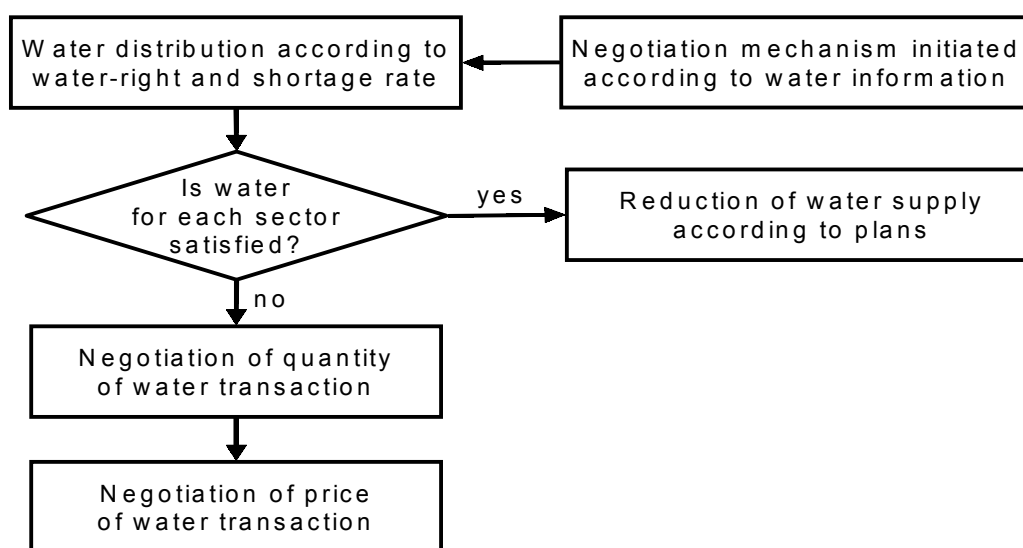 Water distribution according to
water-right and shortage rate
Negotiation mechanism initiated
according to water information
Is water
for each sector
satisfied?
yes
Reduction of water supply
according to plans
no
Negotiation of quantity
of water transaction
Negotiation of price
of water transaction